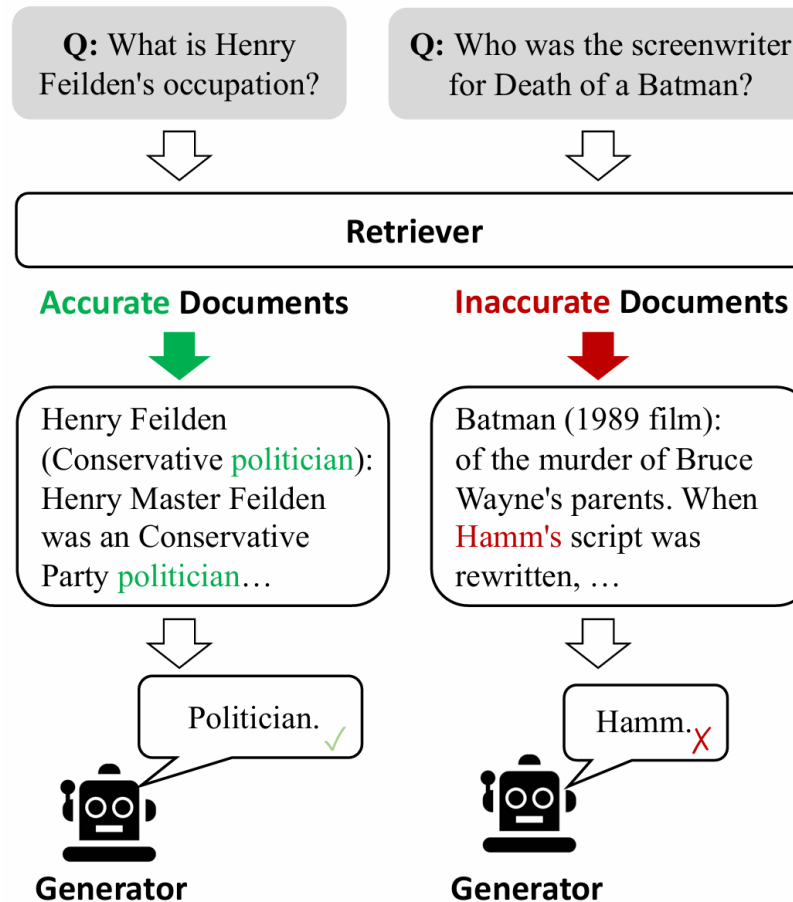 Q: What is Henry
Feilden's occupation?
Q: Who was the screenwriter
for Death of a Batman?
Retriever
Accurate Documents
Inaccurate Documents
Henry Feilden
(Conservative politician):
Henry Master Feilden
was an Conservative
Party politician…
Batman (1989 film):
of the murder of Bruce
Wayne's parents. When
Hamm's script was
rewritten, …
Politician.
Hamm.
Generator
Generator